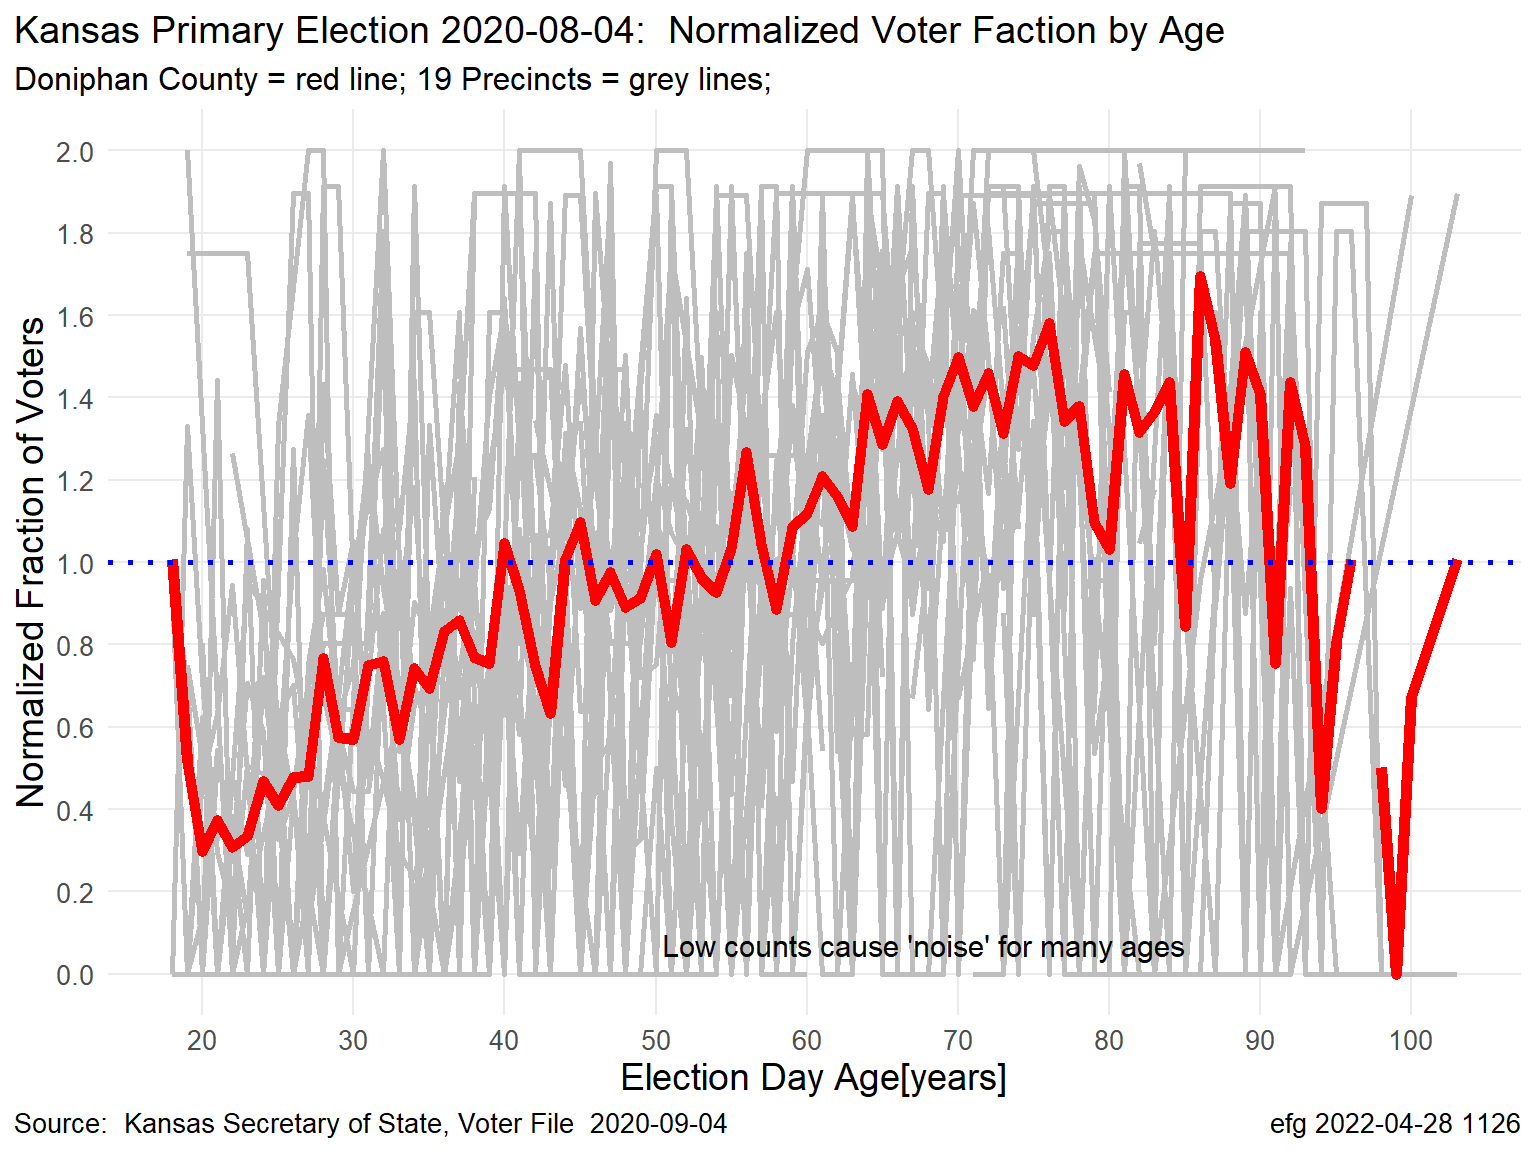 Kansas Primary Election 2020-08-04:  Normalized Voter Faction by Age
Doniphan County = red line; 19 Precincts = grey lines;
Normalized Fraction of Voters
2.0
1.8
1.6
1.4
1.2
1.0
0.8
0.6
0.4
0.2
0.0
Low counts cause 'noise' for many ages
20 30 40 50 60 70 80 90 100
Election Day Age[years]
Source:  Kansas Secretary of State, Voter File  2020-09-04
efg 2022-04-28 1126